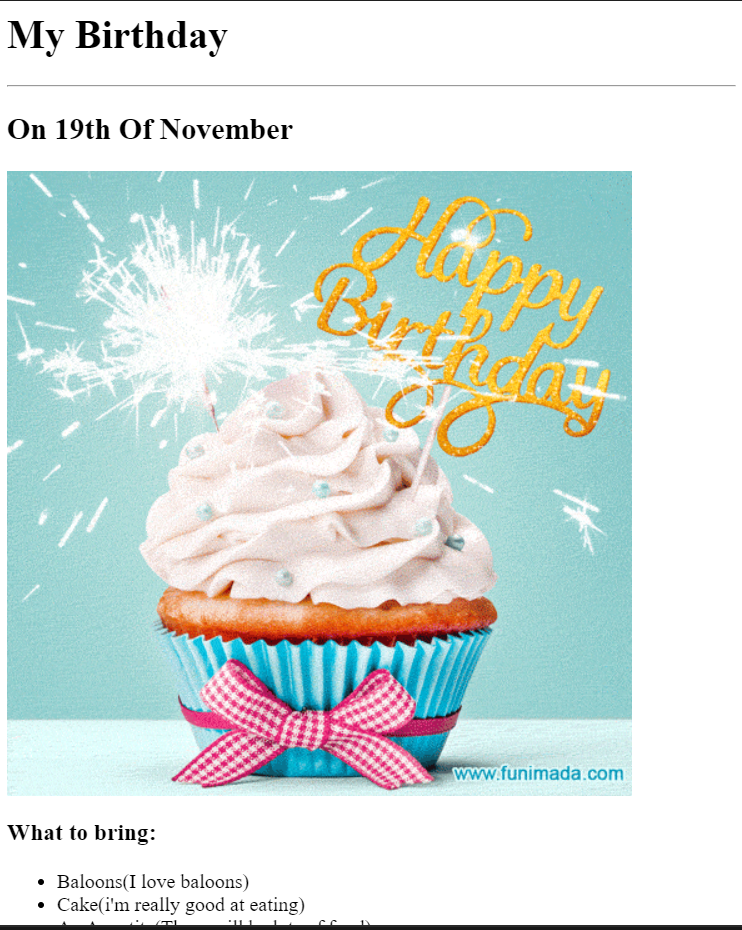 My Birthday
On 19th Of November
Happy
Birthday
www.funimada.com
What to bring:
Baloons(I love baloons)
Cake(i'm really good at eating)